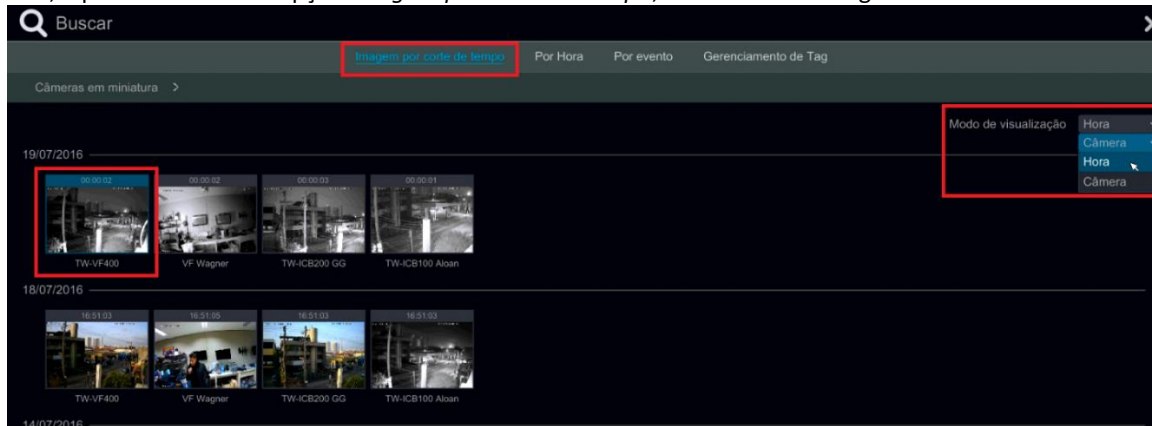 Buscar
Imagem por corte de tempo Por Hora Por evento Gerenciamento de Tag
Câmeras em miniatura >
Modo de visualização Hora
Câmera
Hora
Câmera
19/07/2016
00:00:02 00:00:02 00:00:03 00:00:01
TW-VF400 VF Wagner TW-ICB200 GG TW-ICB100 Aloan
18/07/2016
16:51:03 16:51:05 16:51:03 16:51:03
TW-VF400 VF Wagner TW-ICB200 GG TW-ICB100 Aloan
14/07/2016